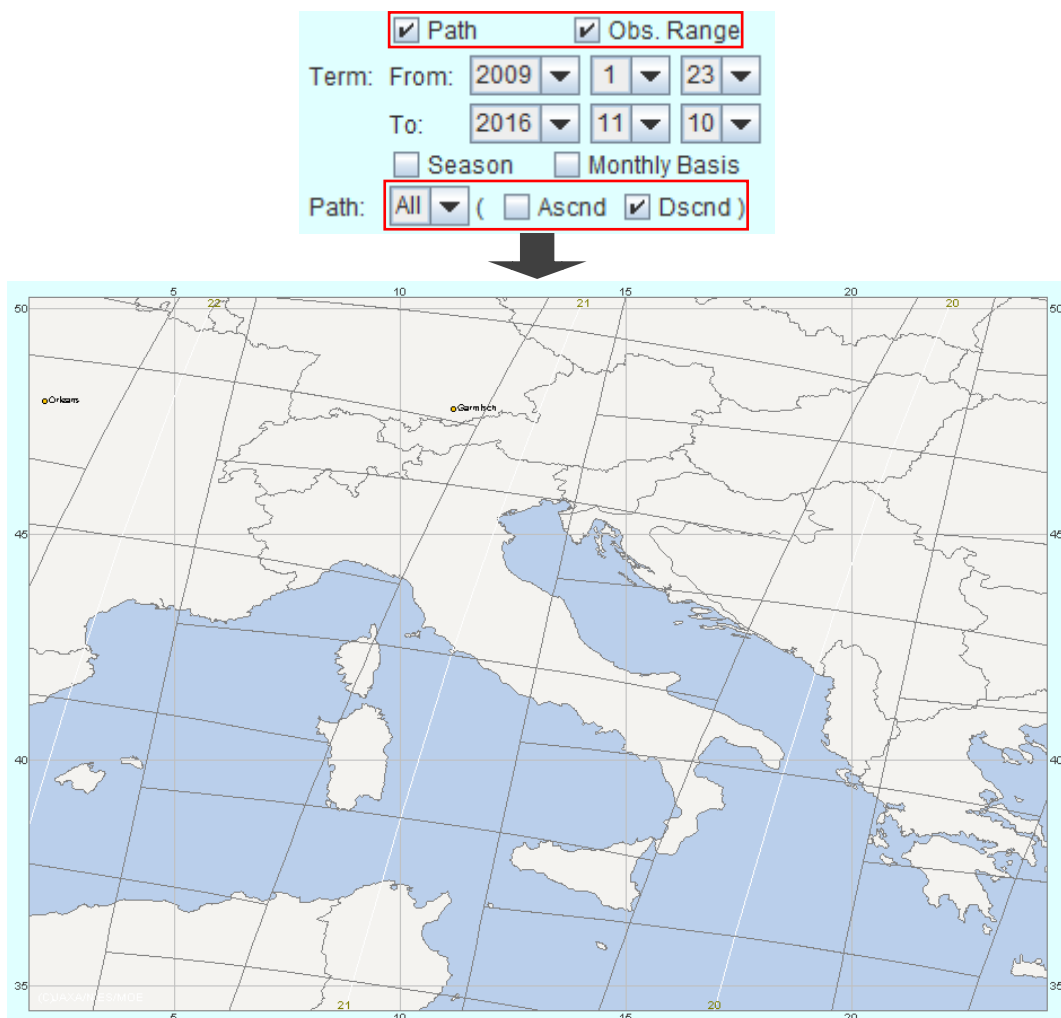 Path Obs. Range
Term: From: 2009 1 23
To: 2016 11 10
Season Monthly Basis
Path: All ( Ascnd Dscnd )
5 10 15 20
22 21 20
50 50
Orleans Garmisch
45 45
40 40
35 35
21 20
5 10 15 20